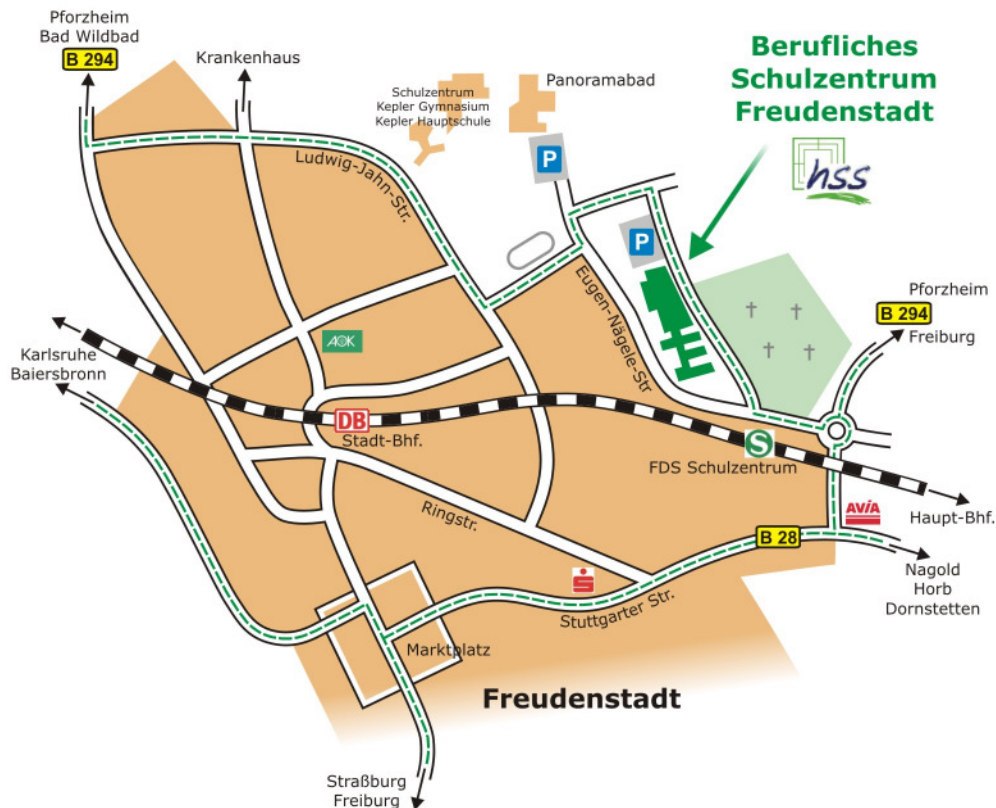 Pforzheim
Bad Wildbad
B 294
Krankenhaus
Schulzentrum
Kepler Gymnasium
Kepler Hauptschule
Panoramabad
Berufliches
Schulzentrum
Freudenstadt
hss
P
P
Ludwig-Jahn-Str.
Eugen-Nägele-Str
Pforzheim
B 294
Freiburg
Karlsruhe
Baiersbronn
AOK
DB
Stadt-Bhf.
S
FDS Schulzentrum
Ringstr.
AVIA
Haupt-Bhf.
B 28
Nagold
Horb
Dornstetten
Stuttgarter Str.
Marktplatz
Freudenstadt
Straßburg
Freiburg